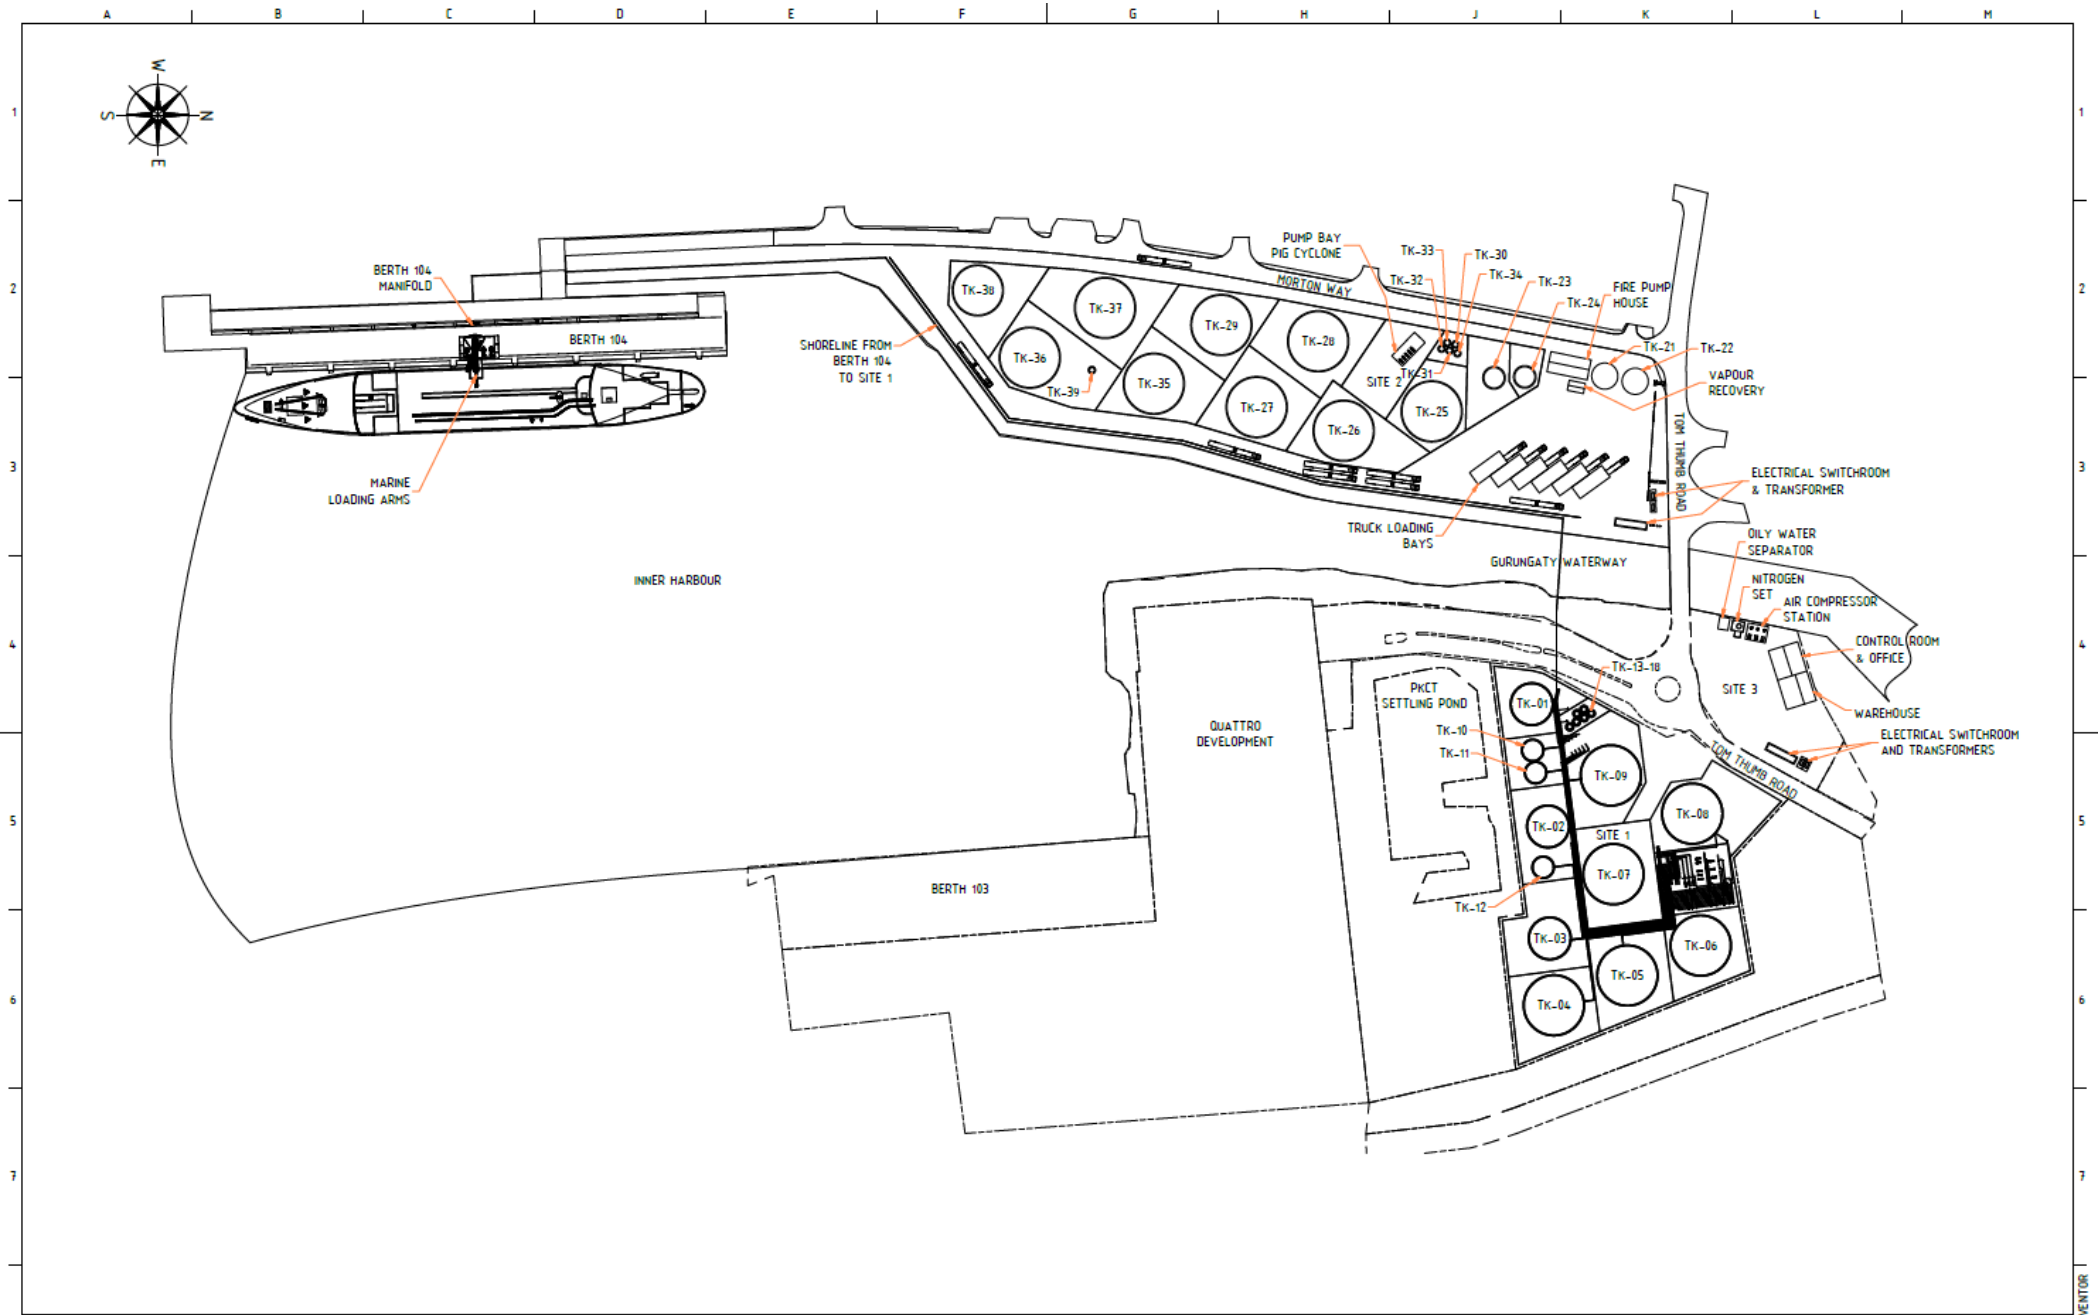 A B C D E F G H J K L M
W
S N
E
1 1
2 2
3 3
4 4
5 5
6 6
7 7
BERTH 104
MANIFOLD
BERTH 104
MARINE
LOADING ARMS
SHORELINE FROM
BERTH 104
TO SITE 1
INNER HARBOUR
TK-38
TK-37
TK-36
TK-39
TK-35
TK-29
TK-28
TK-27
TK-26
TK-25
MORTON WAY
PUMP BAY
PIG CYCLONE
TK-33
TK-30
TK-32
TK-34
TK-31
TK-23
TK-24
SITE 2
FIRE PUMP
HOUSE
TK-21
TK-22
VAPOUR
RECOVERY
TOM THUMB ROAD
ELECTRICAL SWITCHROOM
& TRANSFORMER
TRUCK LOADING
BAYS
GURUNGATY WATERWAY
OILY WATER
SEPARATOR
NITROGEN
SET
AIR COMPRESSOR
STATION
CONTROL ROOM
& OFFICE
SITE 3
WAREHOUSE
ELECTRICAL SWITCHROOM
AND TRANSFORMERS
TOM THUMB ROAD
TK-13-18
PKCT
SETTLING POND
QUATTRO
DEVELOPMENT
TK-01
TK-10
TK-11
TK-09
TK-02
TK-08
SITE 1
TK-07
TK-12
TK-03
TK-06
TK-05
TK-04
BERTH 103